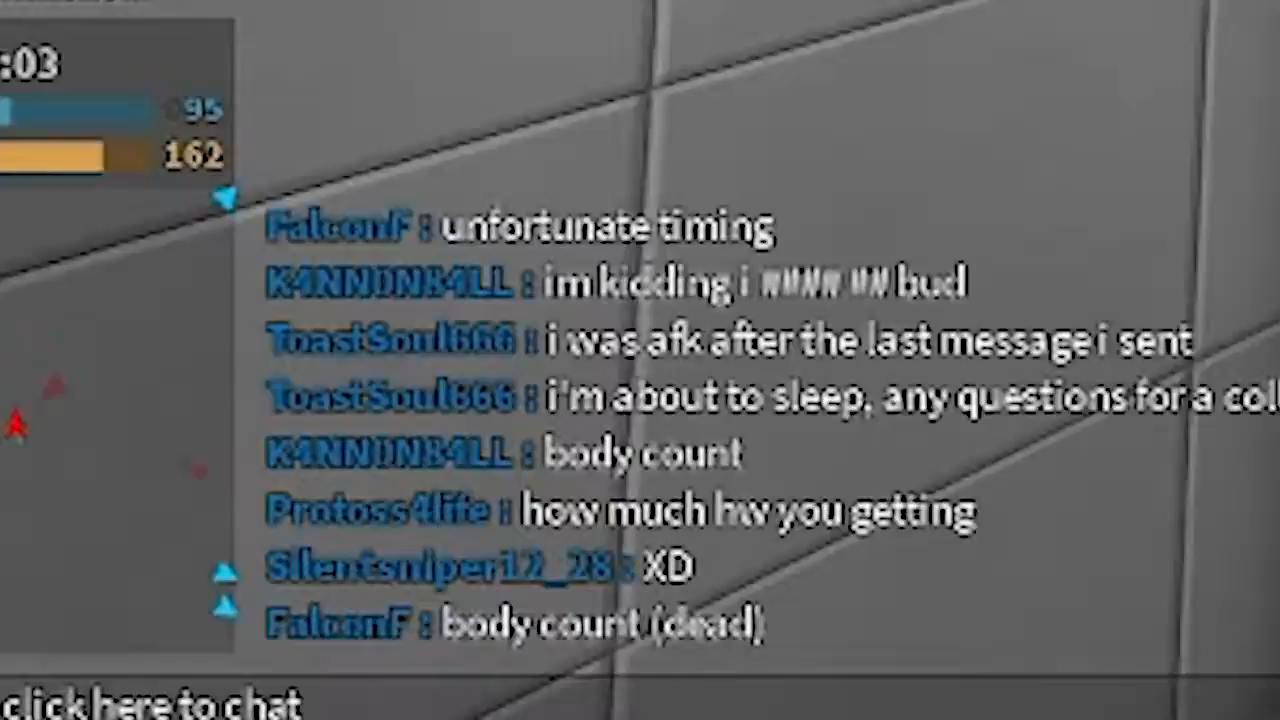 :03
95
162
FalconF : unfortunate timing
K4NN0N84LL : im kidding i #### ## bud
ToastSoul666 : i was afk after the last message i sent
ToastSoul666 : i'm about to sleep, any questions for a col
K4NN0N84LL : body count
Protoss4life : how much hw you getting
Silentsniper12_28 : XD
FalconF : body count (dead)
click here to chat